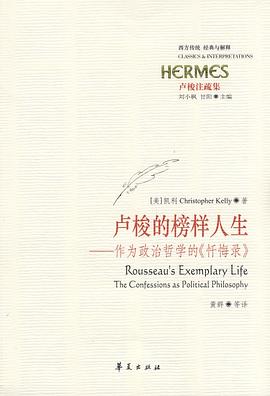 西方传统 经典与解释
CLASSICS & INTERPRETATIONS
HERMES
卢梭注疏集
刘小枫 甘阳●主编
[美]凯利 Christopher Kelly ●著
卢梭的榜样人生
——作为政治哲学的《忏悔录》
Rousseau's Exemplary Life
The Confessions as Political Philosophy
黄群●等译
华夏出版社